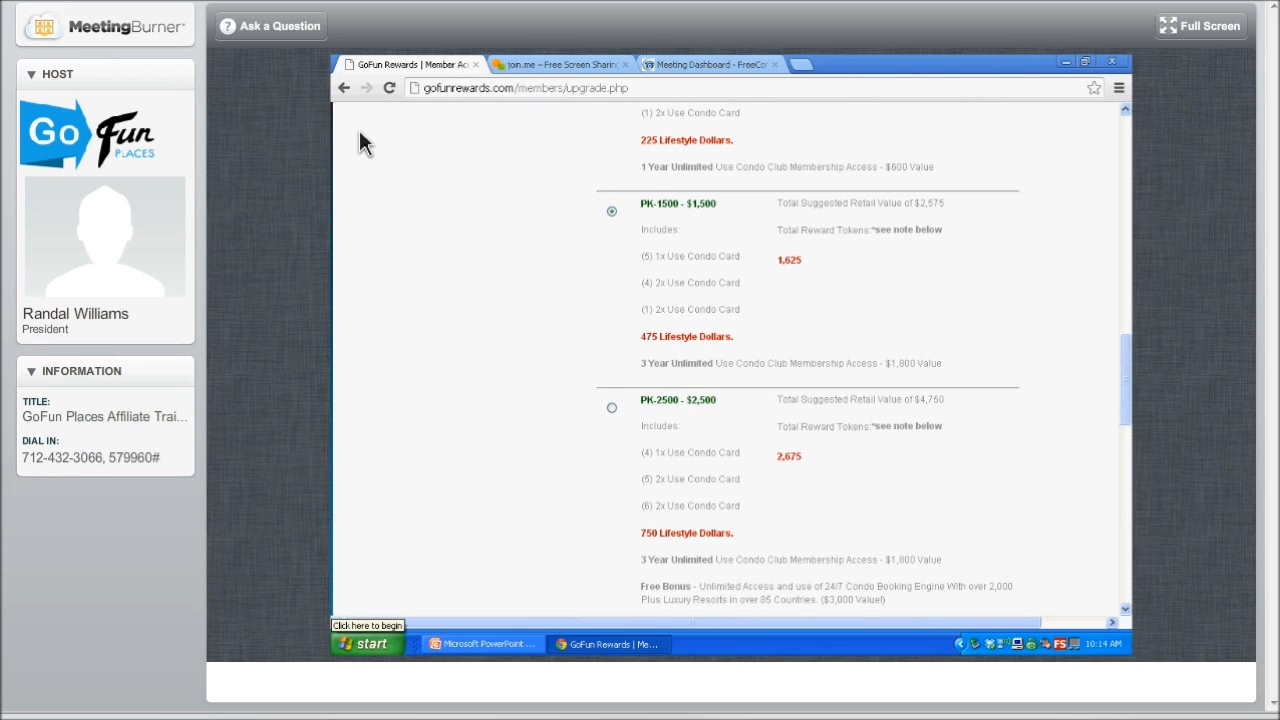 MeetingBurner
Ask a Question
Full Screen
HOST
Go Fun
PLACES
Randal Williams
President
INFORMATION
TITLE:
GoFun Places Affiliate Trai...
DIAL IN:
712-432-3066, 579960#
GoFun Rewards | Member Ac
join.me – Free Screen Sharing
Meeting Dashboard - FreeCon
gofunrewards.com/members/upgrade.php
(1) 2x Use Condo Card
225 Lifestyle Dollars.
1 Year Unlimited Use Condo Club Membership Access - $600 Value
PK-1500 - $1,500
Total Suggested Retail Value of $2,575
Includes:
Total Reward Tokens:*see note below
(5) 1x Use Condo Card
1,625
(4) 2x Use Condo Card
(1) 2x Use Condo Card
475 Lifestyle Dollars.
3 Year Unlimited Use Condo Club Membership Access - $1,800 Value
PK-2500 - $2,500
Total Suggested Retail Value of $4,750
Includes:
Total Reward Tokens:*see note below
(4) 1x Use Condo Card
2,675
(5) 2x Use Condo Card
(6) 2x Use Condo Card
750 Lifestyle Dollars.
3 Year Unlimited Use Condo Club Membership Access - $1,800 Value
Free Bonus - Unlimited Access and use of 24/7 Condo Booking Engine With over 2,000
Plus Luxury Resorts in over 85 Countries. ($3,000 Value!)
Click here to begin
start
Microsoft PowerPoint ...
GoFun Rewards | Me...
FS
10:14 AM